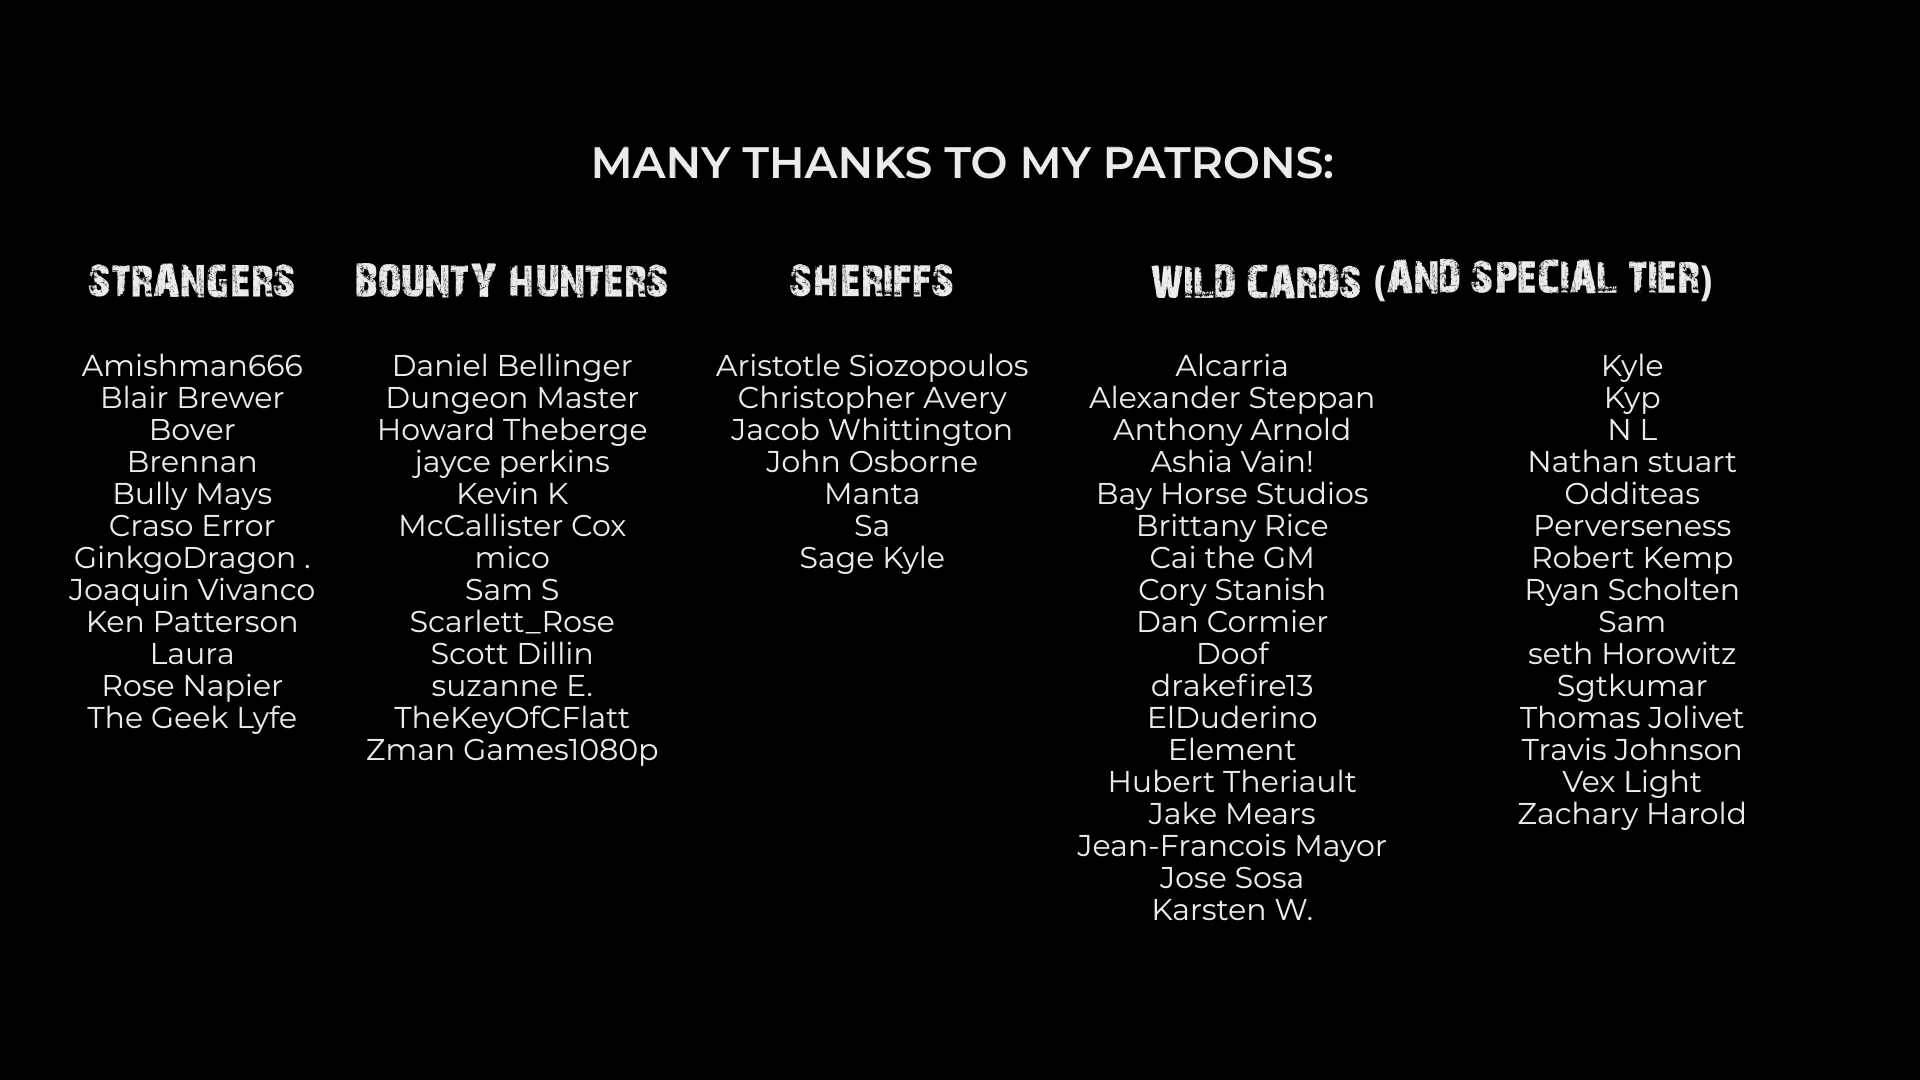 MANY THANKS TO MY PATRONS:
STRANGERS
Amishman666
Blair Brewer
Bover
Brennan
Bully Mays
Craso Error
GinkgoDragon .
Joaquin Vivanco
Ken Patterson
Laura
Rose Napier
The Geek Lyfe
BOUNTY HUNTERS
Daniel Bellinger
Dungeon Master
Howard Theberge
jayce perkins
Kevin K
McCallister Cox
mico
Sam S
Scarlett_Rose
Scott Dillin
suzanne E.
TheKeyOfCFlatt
Zman Games1080p
SHERIFFS
Aristotle Siozopoulos
Christopher Avery
Jacob Whittington
John Osborne
Manta
Sa
Sage Kyle
WILD CARDS (AND SPECIAL TIER)
Alcarria
Alexander Steppan
Anthony Arnold
Ashia Vain!
Bay Horse Studios
Brittany Rice
Cai the GM
Cory Stanish
Dan Cormier
Doof
drakefire13
ElDuderino
Element
Hubert Theriault
Jake Mears
Jean-Francois Mayor
Jose Sosa
Karsten W.
Kyle
Kyp
N L
Nathan stuart
Odditeas
Perverseness
Robert Kemp
Ryan Scholten
Sam
seth Horowitz
Sgtkumar
Thomas Jolivet
Travis Johnson
Vex Light
Zachary Harold